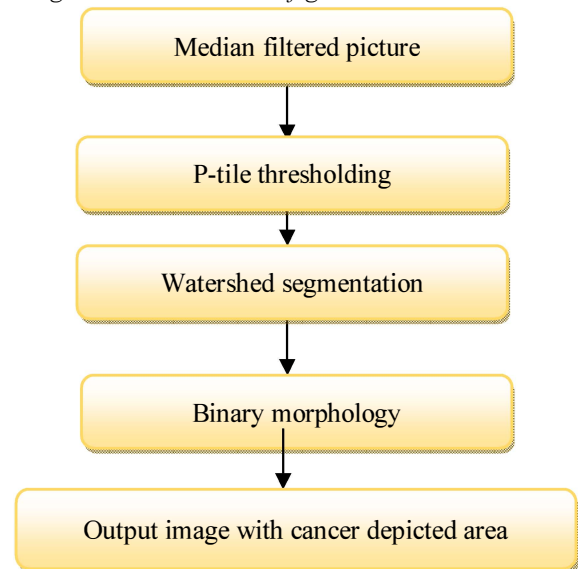 Median filtered picture
P-tile thresholding
Watershed segmentation
Binary morphology
Output image with cancer depicted area